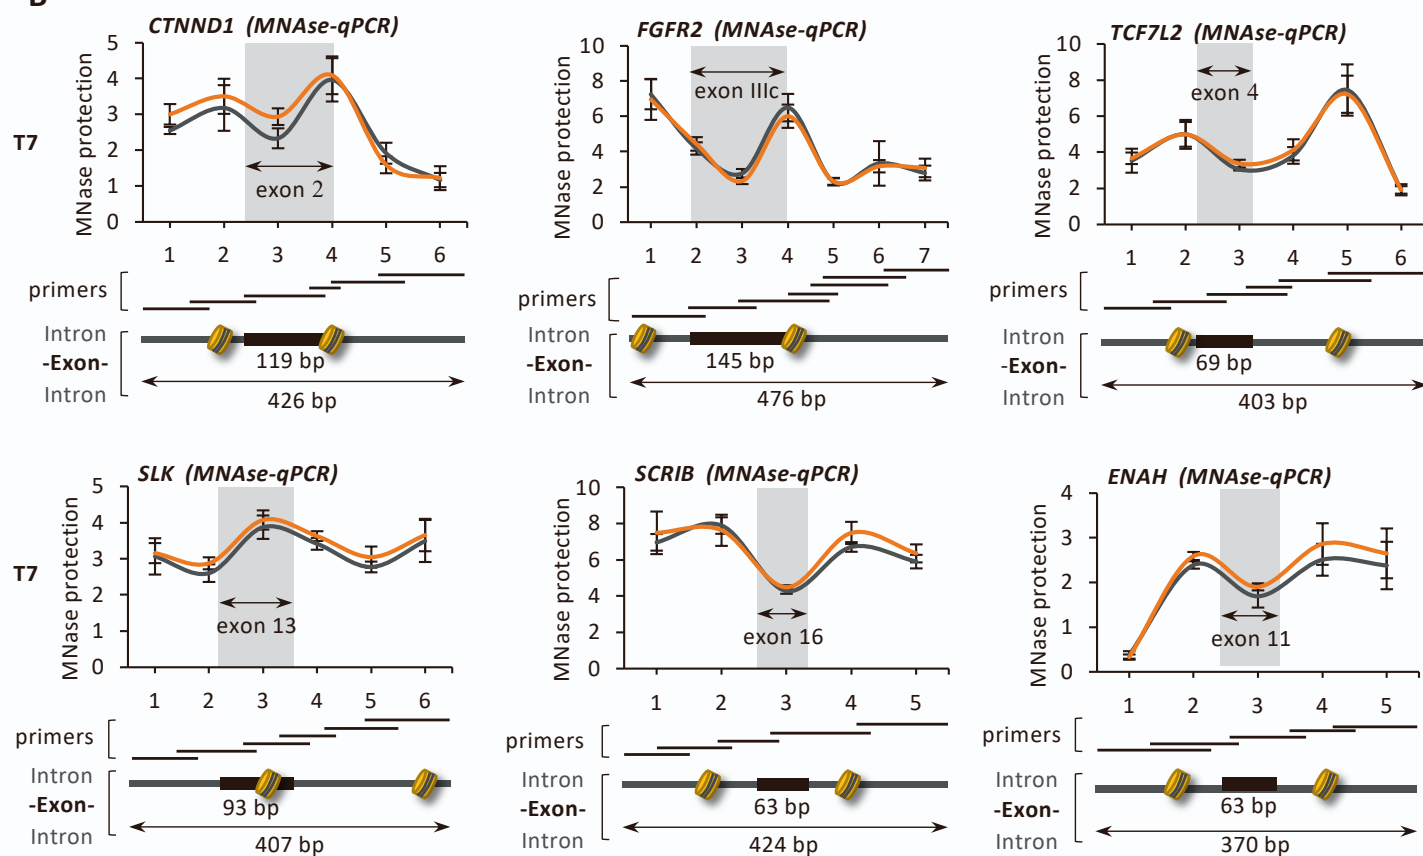 B
CTNND1 (MNAse-qPCR)
FGFR2 (MNAse-qPCR)
TCF7L2 (MNAse-qPCR)
T7
MNase protection
5
4
3
2
1
0
exon 2
1 2 3 4 5 6
MNase protection
10
8
6
4
2
0
exon IIIc
1 2 3 4 5 6 7
MNase protection
10
8
6
4
2
0
exon 4
1 2 3 4 5 6
primers
Intron
-Exon-
Intron
119 bp
426 bp
primers
Intron
-Exon-
Intron
145 bp
476 bp
primers
Intron
-Exon-
Intron
69 bp
403 bp
SLK (MNAse-qPCR)
SCRIB (MNAse-qPCR)
ENAH (MNAse-qPCR)
T7
MNase protection
5
4
3
2
1
0
exon 13
1 2 3 4 5 6
MNase protection
10
8
6
4
2
0
exon 16
1 2 3 4 5
MNase protection
4
3
2
1
0
exon 11
1 2 3 4 5
primers
Intron
-Exon-
Intron
93 bp
407 bp
primers
Intron
-Exon-
Intron
63 bp
424 bp
primers
Intron
-Exon-
Intron
63 bp
370 bp